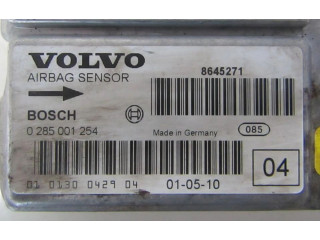 VOLVO
AIRBAG SENSOR
8645271
BOSCH
0 285 001 254
Made in Germany
085
04
01 0130 0429 04
01-05-10